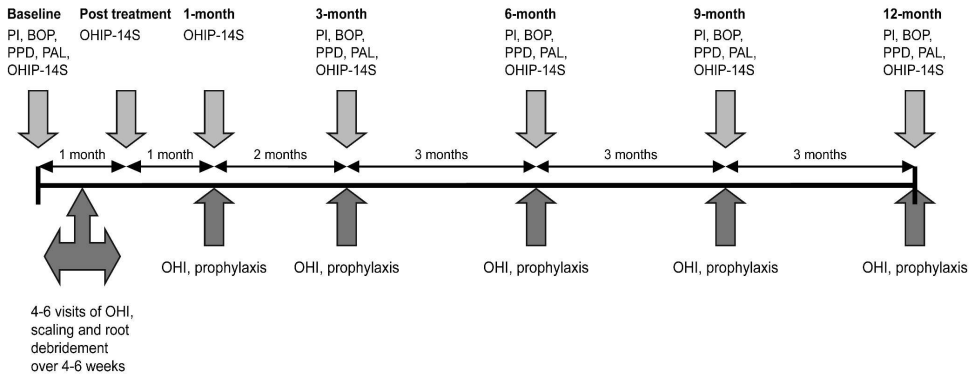 Baseline
PI, BOP,
PPD, PAL,
OHIP-14S
Post treatment
OHIP-14S
1-month
OHIP-14S
3-month
PI, BOP,
PPD, PAL,
OHIP-14S
6-month
PI, BOP,
PPD, PAL,
OHIP-14S
9-month
PI, BOP,
PPD, PAL,
OHIP-14S
12-month
PI, BOP,
PPD, PAL,
OHIP-14S
1 month
1 month
2 months
3 months
3 months
3 months
OHI, prophylaxis
OHI, prophylaxis
OHI, prophylaxis
OHI, prophylaxis
OHI, prophylaxis
4-6 visits of OHI,
scaling and root
debridement
over 4-6 weeks